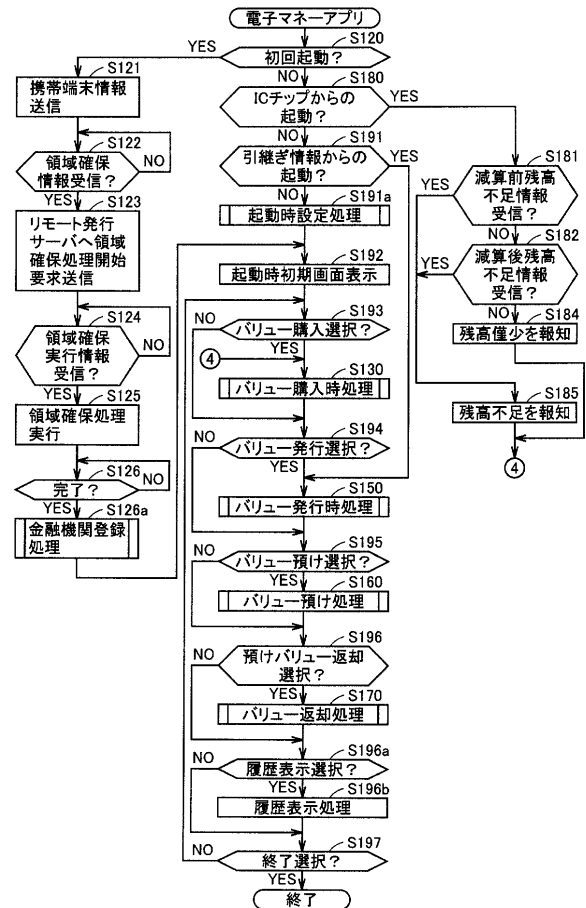 電子マネーアプリ
S120
初回起動？
YES
NO
S121
携帯端末情報
送信
S122
領域確保
情報受信？
NO
YES
S123
リモート発行
サーバへ領域
確保処理開始
要求送信
S124
領域確保
実行情報
受信？
NO
YES
S125
領域確保処理
実行
S126
完了？
NO
YES
S126a
金融機関登録
処理
S180
ICチップからの
起動？
YES
NO
S191
引継ぎ情報からの
起動？
YES
NO
S191a
起動時設定処理
S192
起動時初期画面表示
S193
バリュー購入選択？
NO
YES
④
S130
バリュー購入時処理
S194
バリュー発行選択？
NO
YES
S150
バリュー発行時処理
S195
バリュー預け選択？
NO
YES
S160
バリュー預け処理
S196
預けバリュー返却
選択？
NO
YES
S170
バリュー返却処理
S196a
履歴表示選択？
NO
YES
S196b
履歴表示処理
S197
終了選択？
NO
YES
終了
S181
減算前残高
不足情報
受信？
YES
NO
S182
減算後残高
不足情報
受信？
YES
NO
S184
残高僅少を報知
S185
残高不足を報知
④